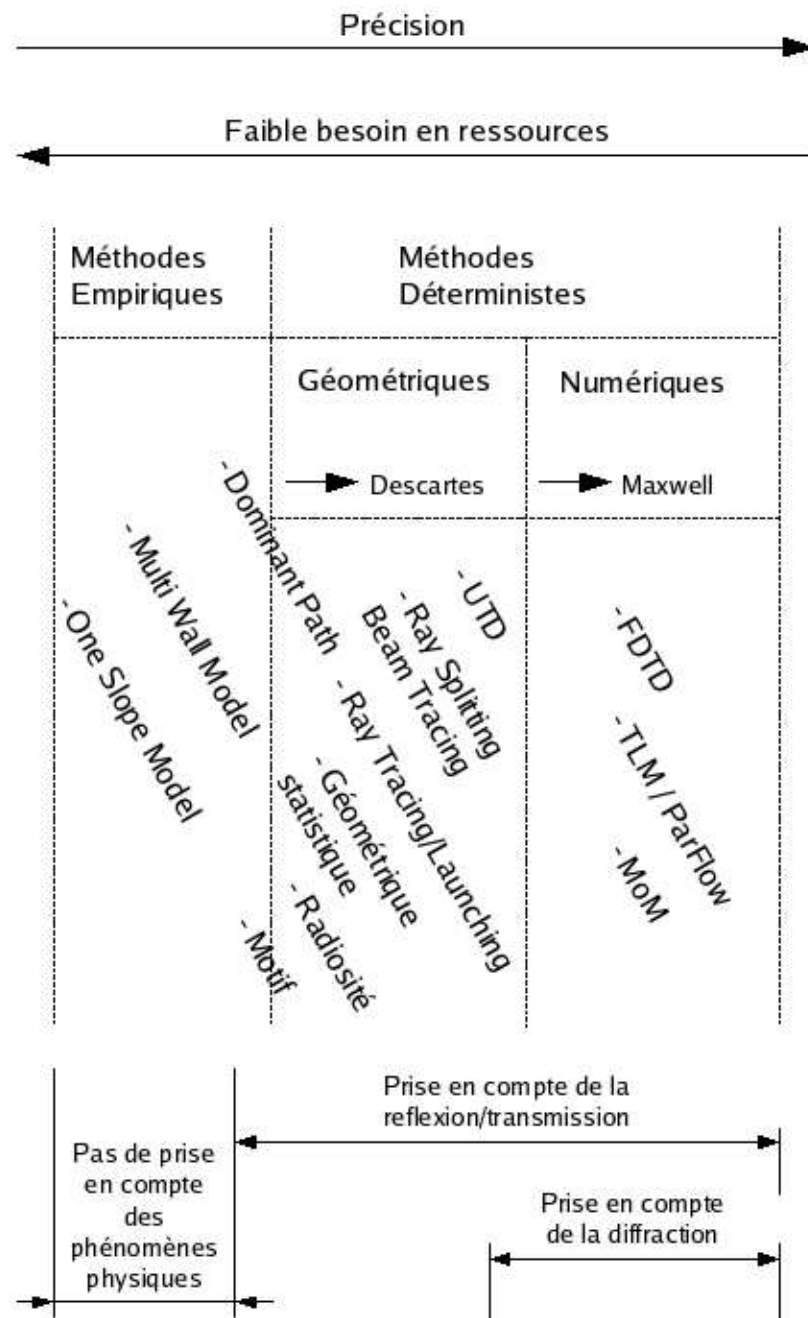 Précision
Faible besoin en ressources
Méthodes
Empiriques
Méthodes
Déterministes
Géométriques
Numériques
Descartes
Maxwell
- One Slope Model
- Multi Wall Model
- Dominant Path
- Motif
- Radiosité
- Géométrique
statistique
- Ray Tracing/Launching
- Ray Splitting
Beam Tracing
- UTD
- FDTD
- TLM / ParFlow
- MoM
Prise en compte de la
reflexion/transmission
Pas de prise
en compte
des
phénomènes
physiques
Prise en compte
de la diffraction